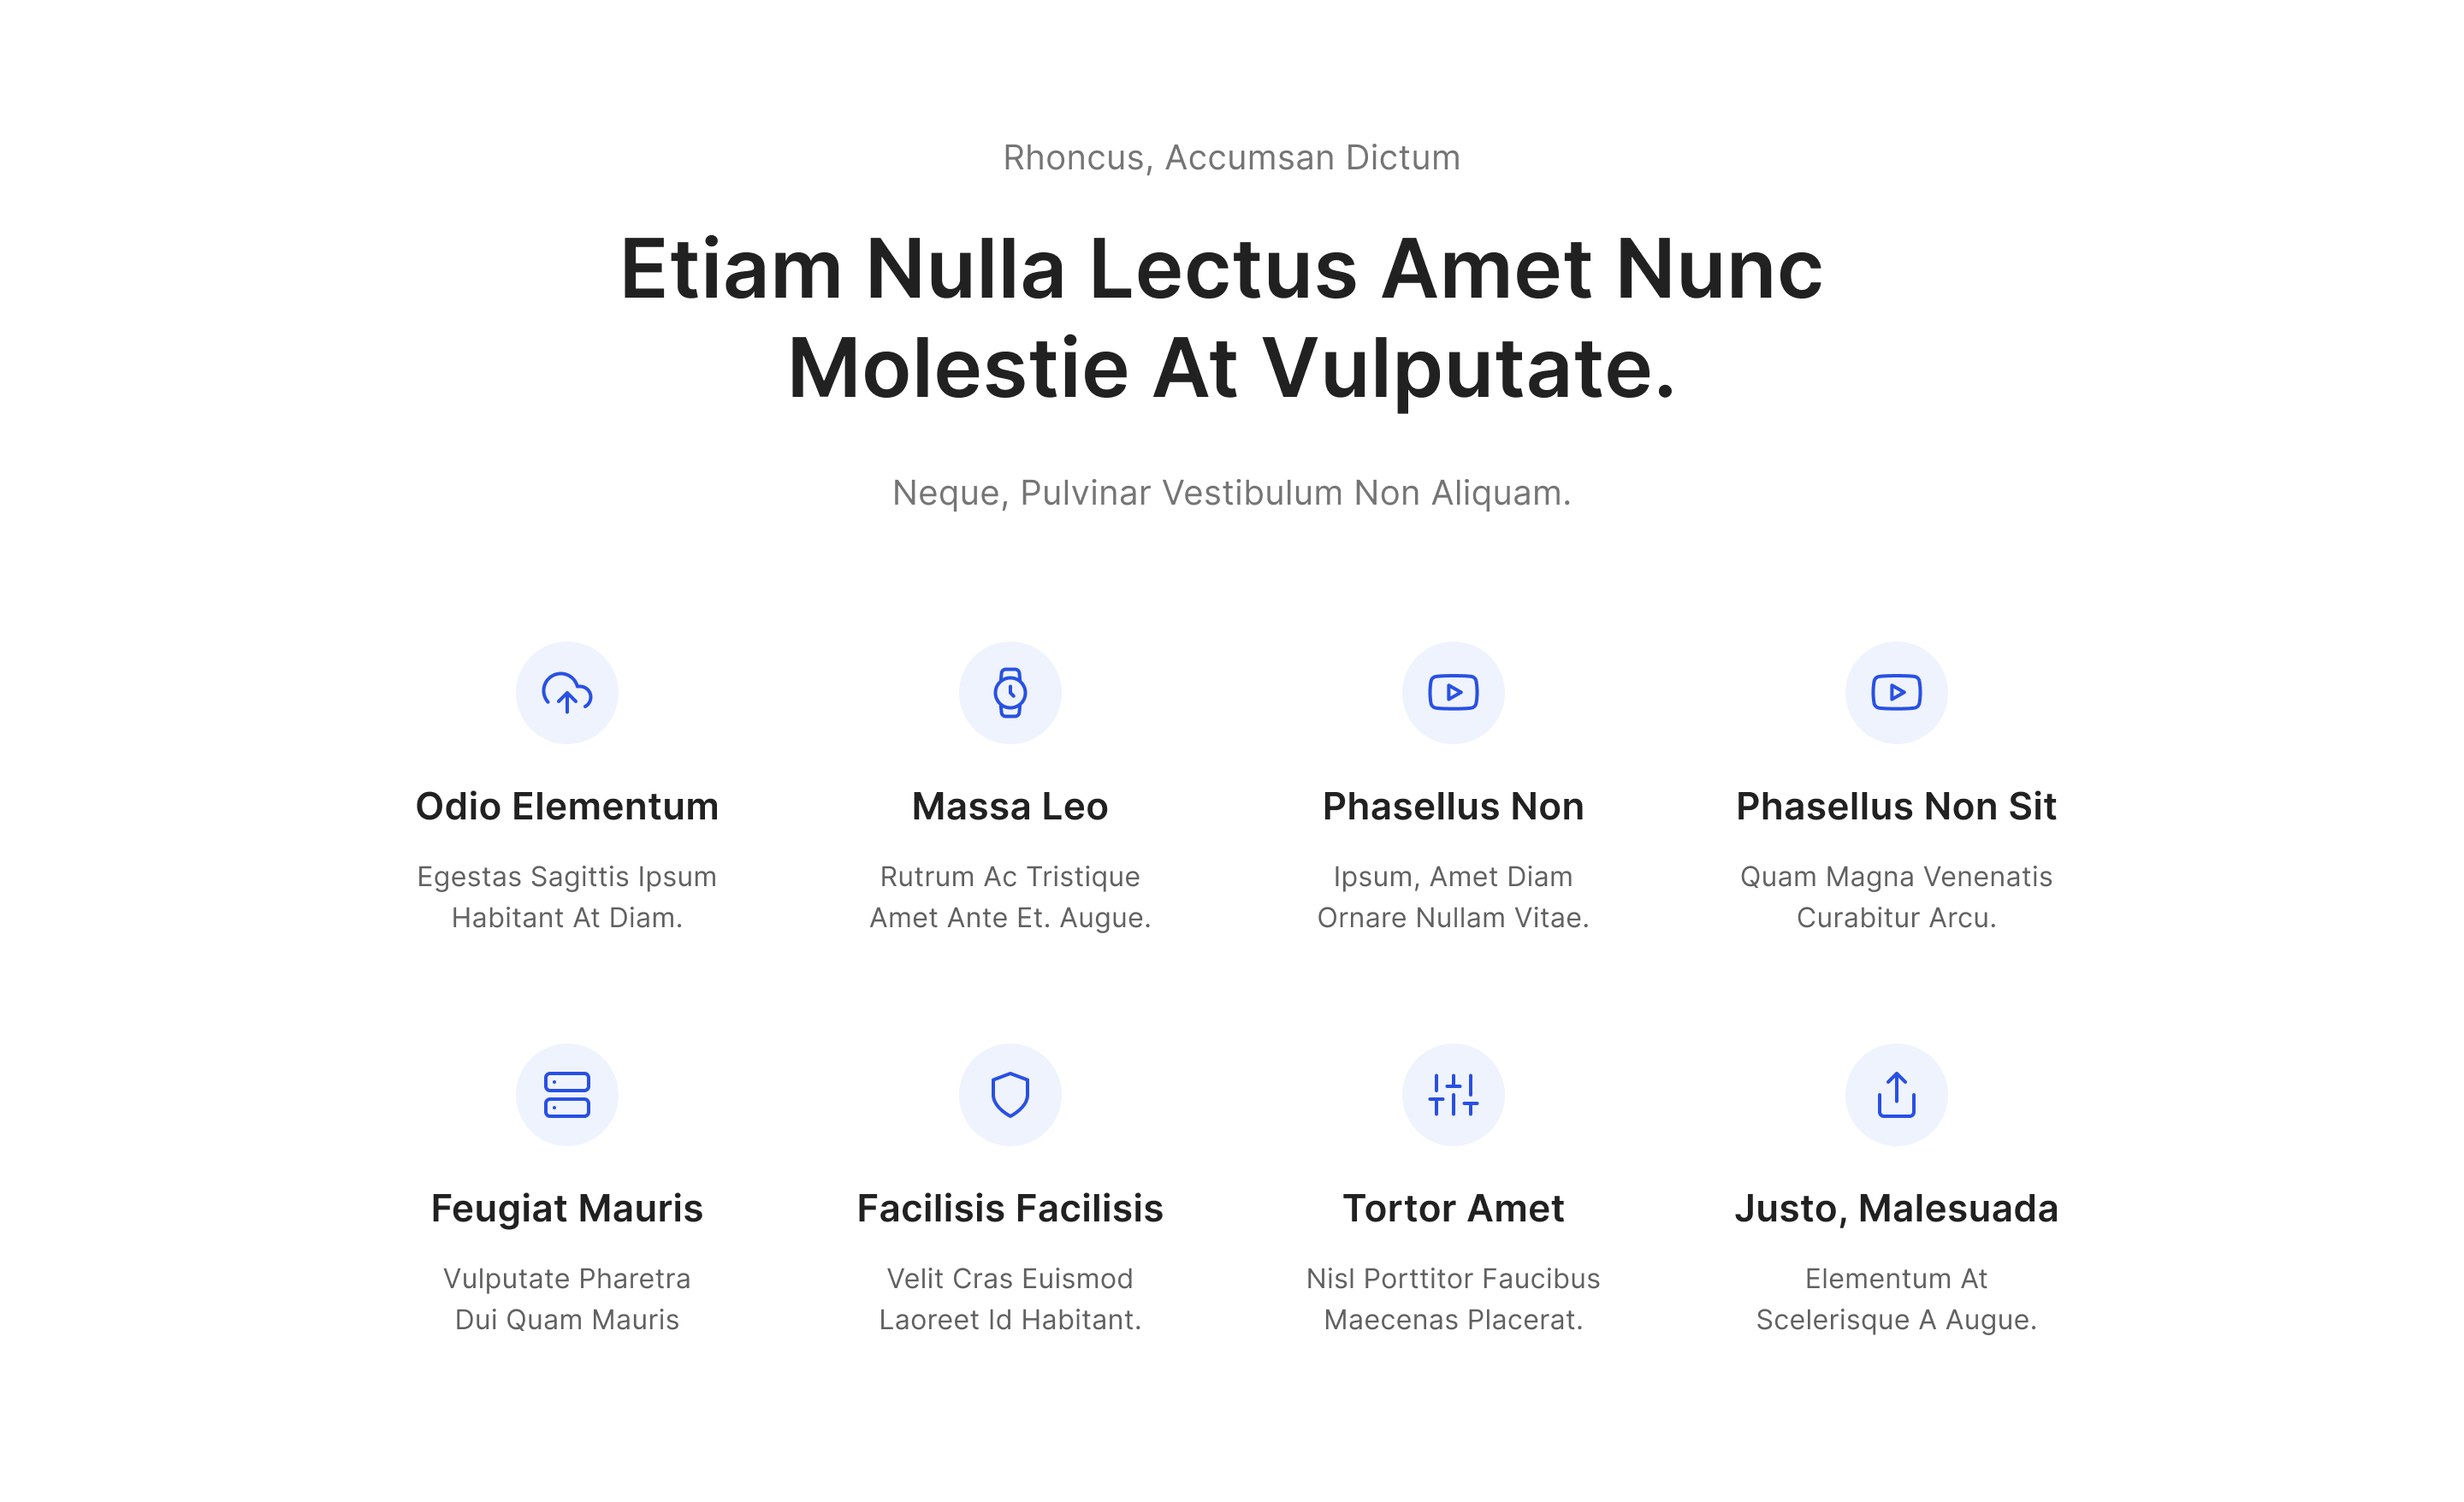 Rhoncus, Accumsan Dictum
Etiam Nulla Lectus Amet Nunc
Molestie At Vulputate.
Neque, Pulvinar Vestibulum Non Aliquam.
Odio Elementum
Egestas Sagittis Ipsum
Habitant At Diam.
Massa Leo
Rutrum Ac Tristique
Amet Ante Et. Augue.
Phasellus Non
Ipsum, Amet Diam
Ornare Nullam Vitae.
Phasellus Non Sit
Quam Magna Venenatis
Curabitur Arcu.
Feugiat Mauris
Vulputate Pharetra
Dui Quam Mauris
Facilisis Facilisis
Velit Cras Euismod
Laoreet Id Habitant.
Tortor Amet
Nisl Porttitor Faucibus
Maecenas Placerat.
Justo, Malesuada
Elementum At
Scelerisque A Augue.